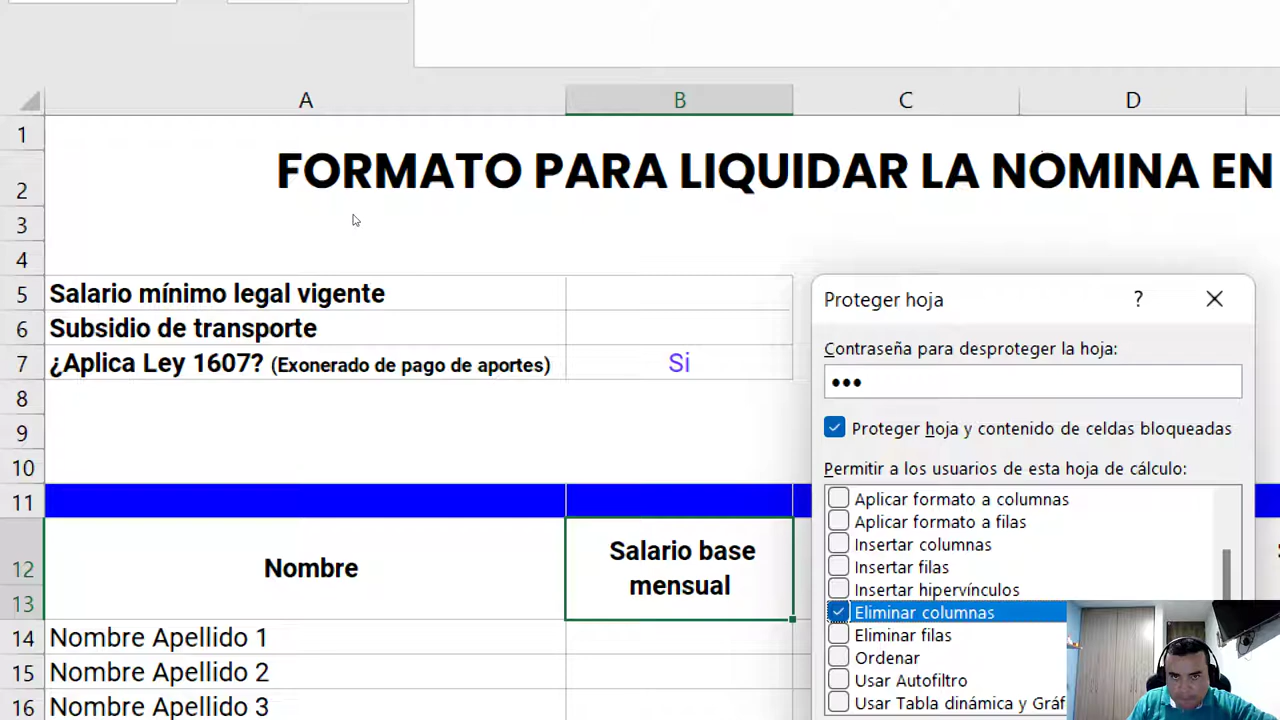 A B C D
1
2 FORMATO PARA LIQUIDAR LA NOMINA EN
3
4
5 Salario mínimo legal vigente
6 Subsidio de transporte
7 ¿Aplica Ley 1607? (Exonerado de pago de aportes) Si
8
9
10
11
12 Nombre Salario base
13 mensual
14 Nombre Apellido 1
15 Nombre Apellido 2
16 Nombre Apellido 3
Proteger hoja ?
Contraseña para desproteger la hoja:
•••
Proteger hoja y contenido de celdas bloqueadas
Permitir a los usuarios de esta hoja de cálculo:
Aplicar formato a columnas
Aplicar formato a filas
Insertar columnas
Insertar filas
Insertar hipervínculos
Eliminar columnas
Eliminar filas
Ordenar
Usar Autofiltro
Usar Tabla dinámica y Gráf